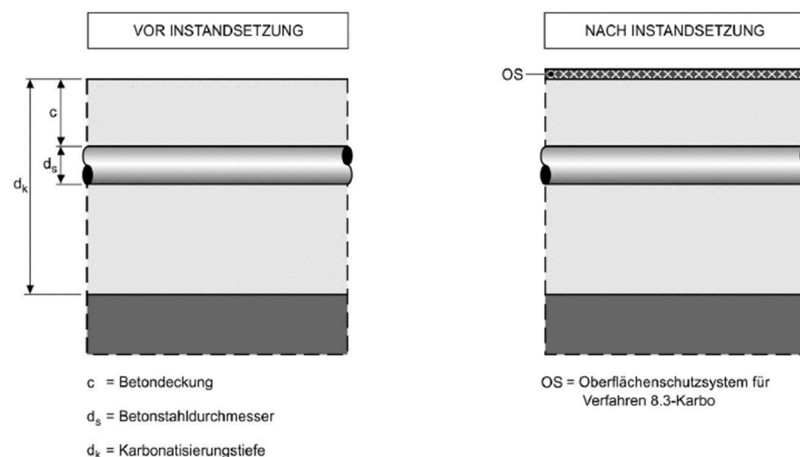 VOR INSTANDSETZUNG
NACH INSTANDSETZUNG
OS
c
ds
dk
c = Betondeckung
ds = Betonstahldurchmesser
dk = Karbonatisierungstiefe
OS = Oberflächenschutzsystem für
Verfahren 8.3-Karbo